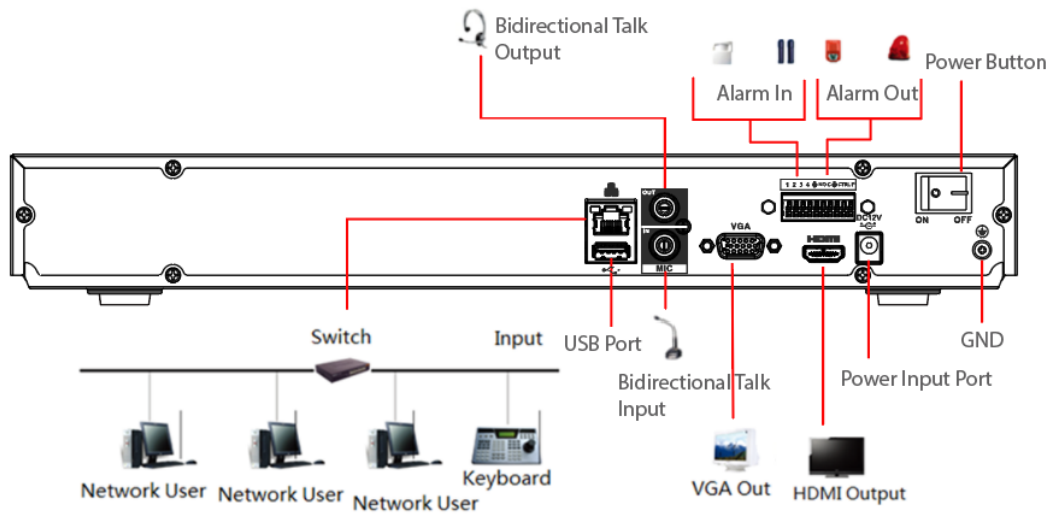 Bidirectional Talk
Output
Alarm In
Alarm Out
Power Button
OUT
IN
MIC
VGA
1 2 3 4
DC12V
HDMI
ON
OFF
Switch
Input
USB Port
Bidirectional Talk
Input
GND
Power Input Port
Network User
Network User
Network User
Keyboard
VGA Out
HDMI Output